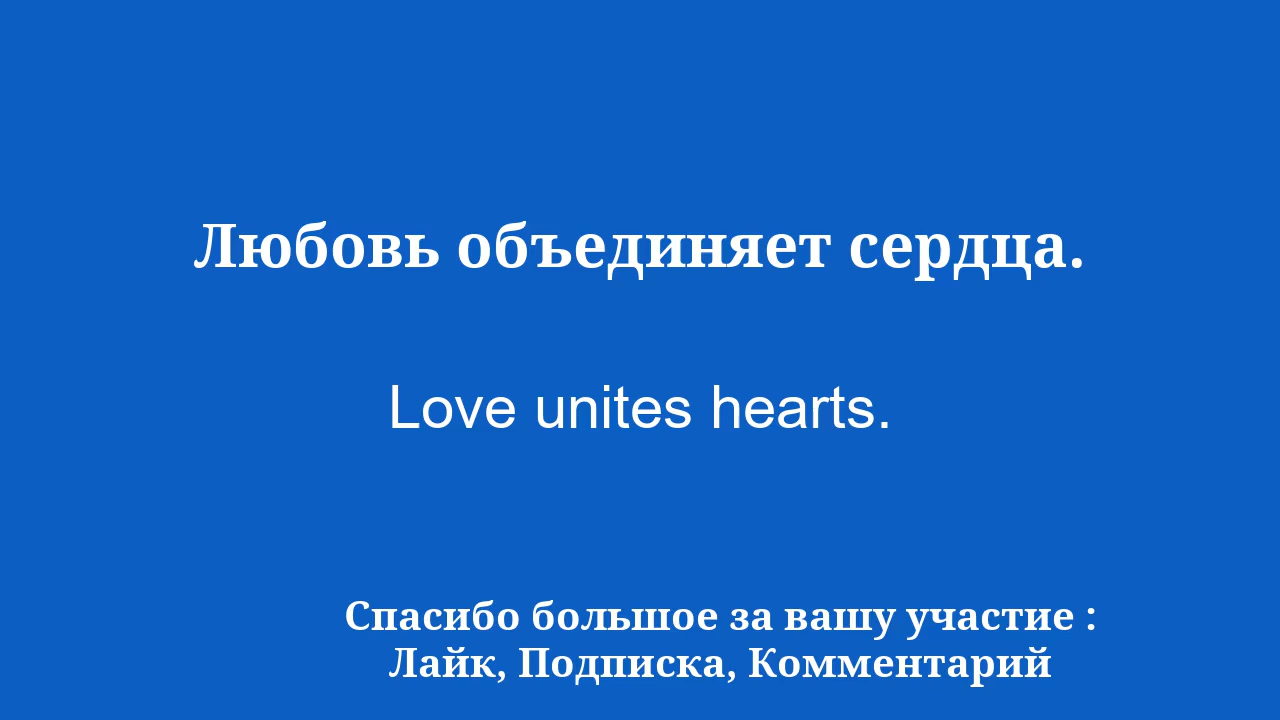 Любовь объединяет сердца.
Love unites hearts.
Спасибо большое за вашу участие :
Лайк, Подписка, Комментарий